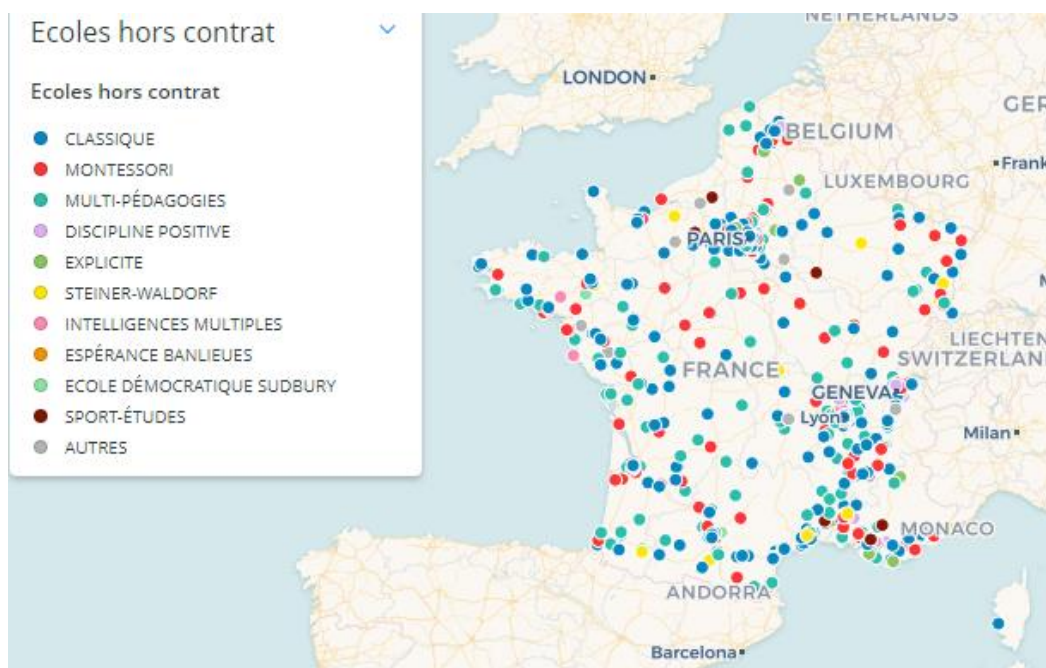 Ecoles hors contrat
Ecoles hors contrat
CLASSIQUE
MONTESSORI
MULTI-PÉDAGOGIES
DISCIPLINE POSITIVE
EXPLICITE
STEINER-WALDORF
INTELLIGENCES MULTIPLES
ESPÉRANCE BANLIEUES
ECOLE DÉMOCRATIQUE SUDBURY
SPORT-ÉTUDES
AUTRES
NETHERLANDS
LONDON
GER
BELGIUM
Frank
LUXEMBOURG
PARIS
LIECHTEN
SWITZERLAN
FRANCE
GENEVA
Lyon
Milan
MONACO
ANDORRA
Barcelona